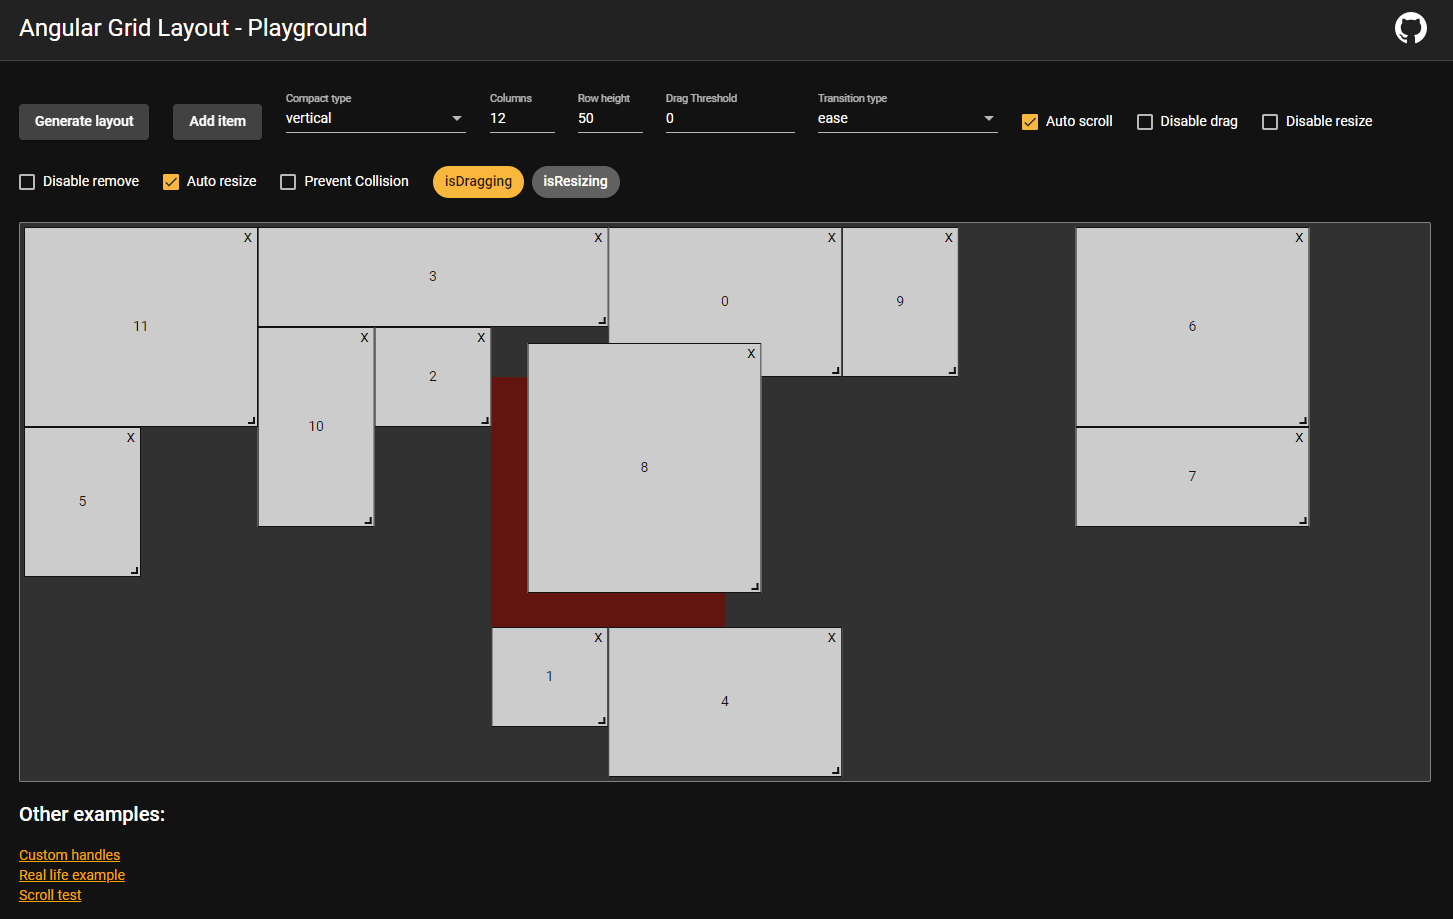 Angular Grid Layout - Playground
Generate layout
Add item
Compact type
vertical
Columns
12
Row height
50
Drag Threshold
0
Transition type
ease
Auto scroll
Disable drag
Disable resize
Disable remove
Auto resize
Prevent Collision
isDragging
isResizing
X
11
X
3
X
0
X
9
X
6
X
10
X
2
X
8
X
5
X
7
X
1
X
4
Other examples:
Custom handles
Real life example
Scroll test